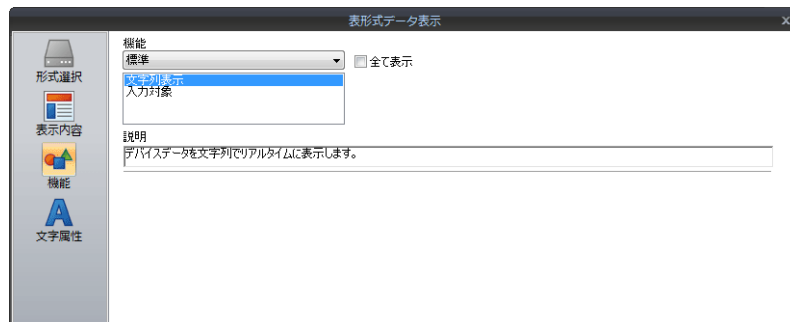 表形式データ表示
形式選択
表示内容
機能
文字属性
機能
標準
全て表示
文字列表示
入力対象
説明
デバイスデータを文字列でリアルタイムに表示します。